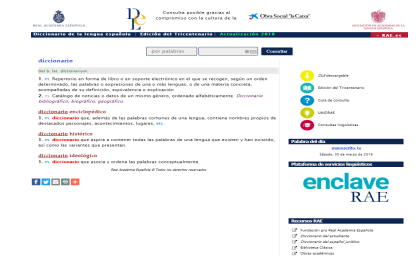 Consulta posible gracias al
compromiso con la cultura de la
Obra Social "la Caixa"
REAL ACADEMIA ESPAÑOLA
Diccionario de la lengua española | Edición del Tricentenario | Actualización 2018
RAE.es
por palabras
Consultar
diccionario
Del b. lat. dictionarium.
1. m. Repertorio en forma de libro o en soporte electrónico en el que se recogen, según un orden
determinado, las palabras o expresiones de una o más lenguas, o de una materia concreta,
acompañadas de su definición, equivalencia o explicación.
2. m. Catálogo de noticias o datos de un mismo género, ordenado alfabéticamente. Diccionario
bibliográfico, biográfico, geográfico.
diccionario enciclopédico
1. m. diccionario que, además de las palabras comunes de una lengua, contiene nombres propios de
destacados personajes, acontecimientos, lugares, etc.
diccionario histórico
1. m. diccionario que aspira a contener todas las palabras de una lengua que existen y han existido,
así como las variantes que presentan.
diccionario ideológico
1. m. diccionario que asocia y ordena las palabras conceptualmente.
Real Academia Española © Todos los derechos reservados
Edición del Tricentenario
Guía de consulta
UNIDRAE
Consultas lingüísticas
Palabra del día
manuscrito, ta
Sábado, 30 de marzo de 2019
Plataforma de servicios lingüísticos
enclave
RAE
Recursos RAE
Fundación pro Real Academia Española
Diccionario del estudiante
Diccionario del español jurídico
Biblioteca Clásica
Obras académicas